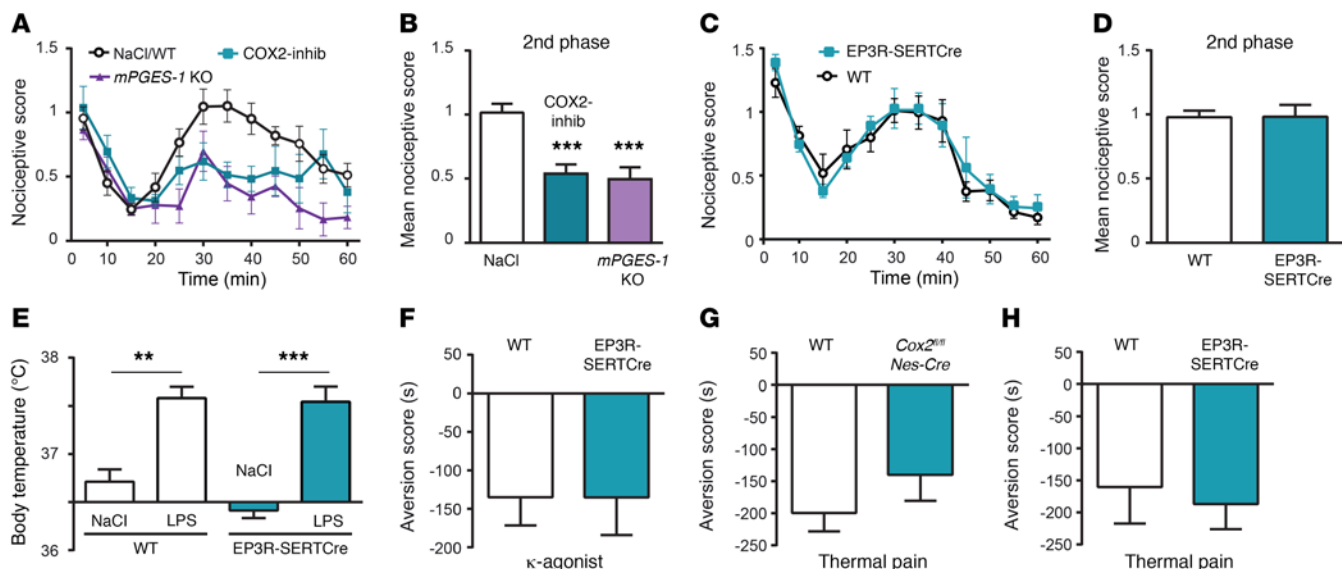 A
NaCl/WT
COX2-inhib
mPGES-1 KO
Nociceptive score
1.5
1
0.5
0
0 10 20 30 40 50 60
Time (min)
B
2nd phase
Mean nociceptive score
1.5
1
0.5
0
COX2-
inhib
***
***
NaCl
mPGES-1
KO
C
EP3R-SERTCre
WT
Nociceptive score
1.5
1
0.5
0
0 10 20 30 40 50 60
Time (min)
D
2nd phase
Mean nociceptive score
1.5
1
0.5
0
WT
EP3R-
SERTCre
E
Body temperature (°C)
38
37
36
**
***
NaCl
NaCl
LPS
LPS
WT
EP3R-SERTCre
F
WT
EP3R-
SERTCre
Aversion score (s)
50
0
-50
-100
-150
-200
κ-agonist
G
WT
Cox2fl/fl
Nes-Cre
Aversion score (s)
50
0
-50
-100
-150
-200
-250
Thermal pain
H
WT
EP3R-
SERTCre
Aversion score (s)
50
0
-50
-100
-150
-200
-250
Thermal pain